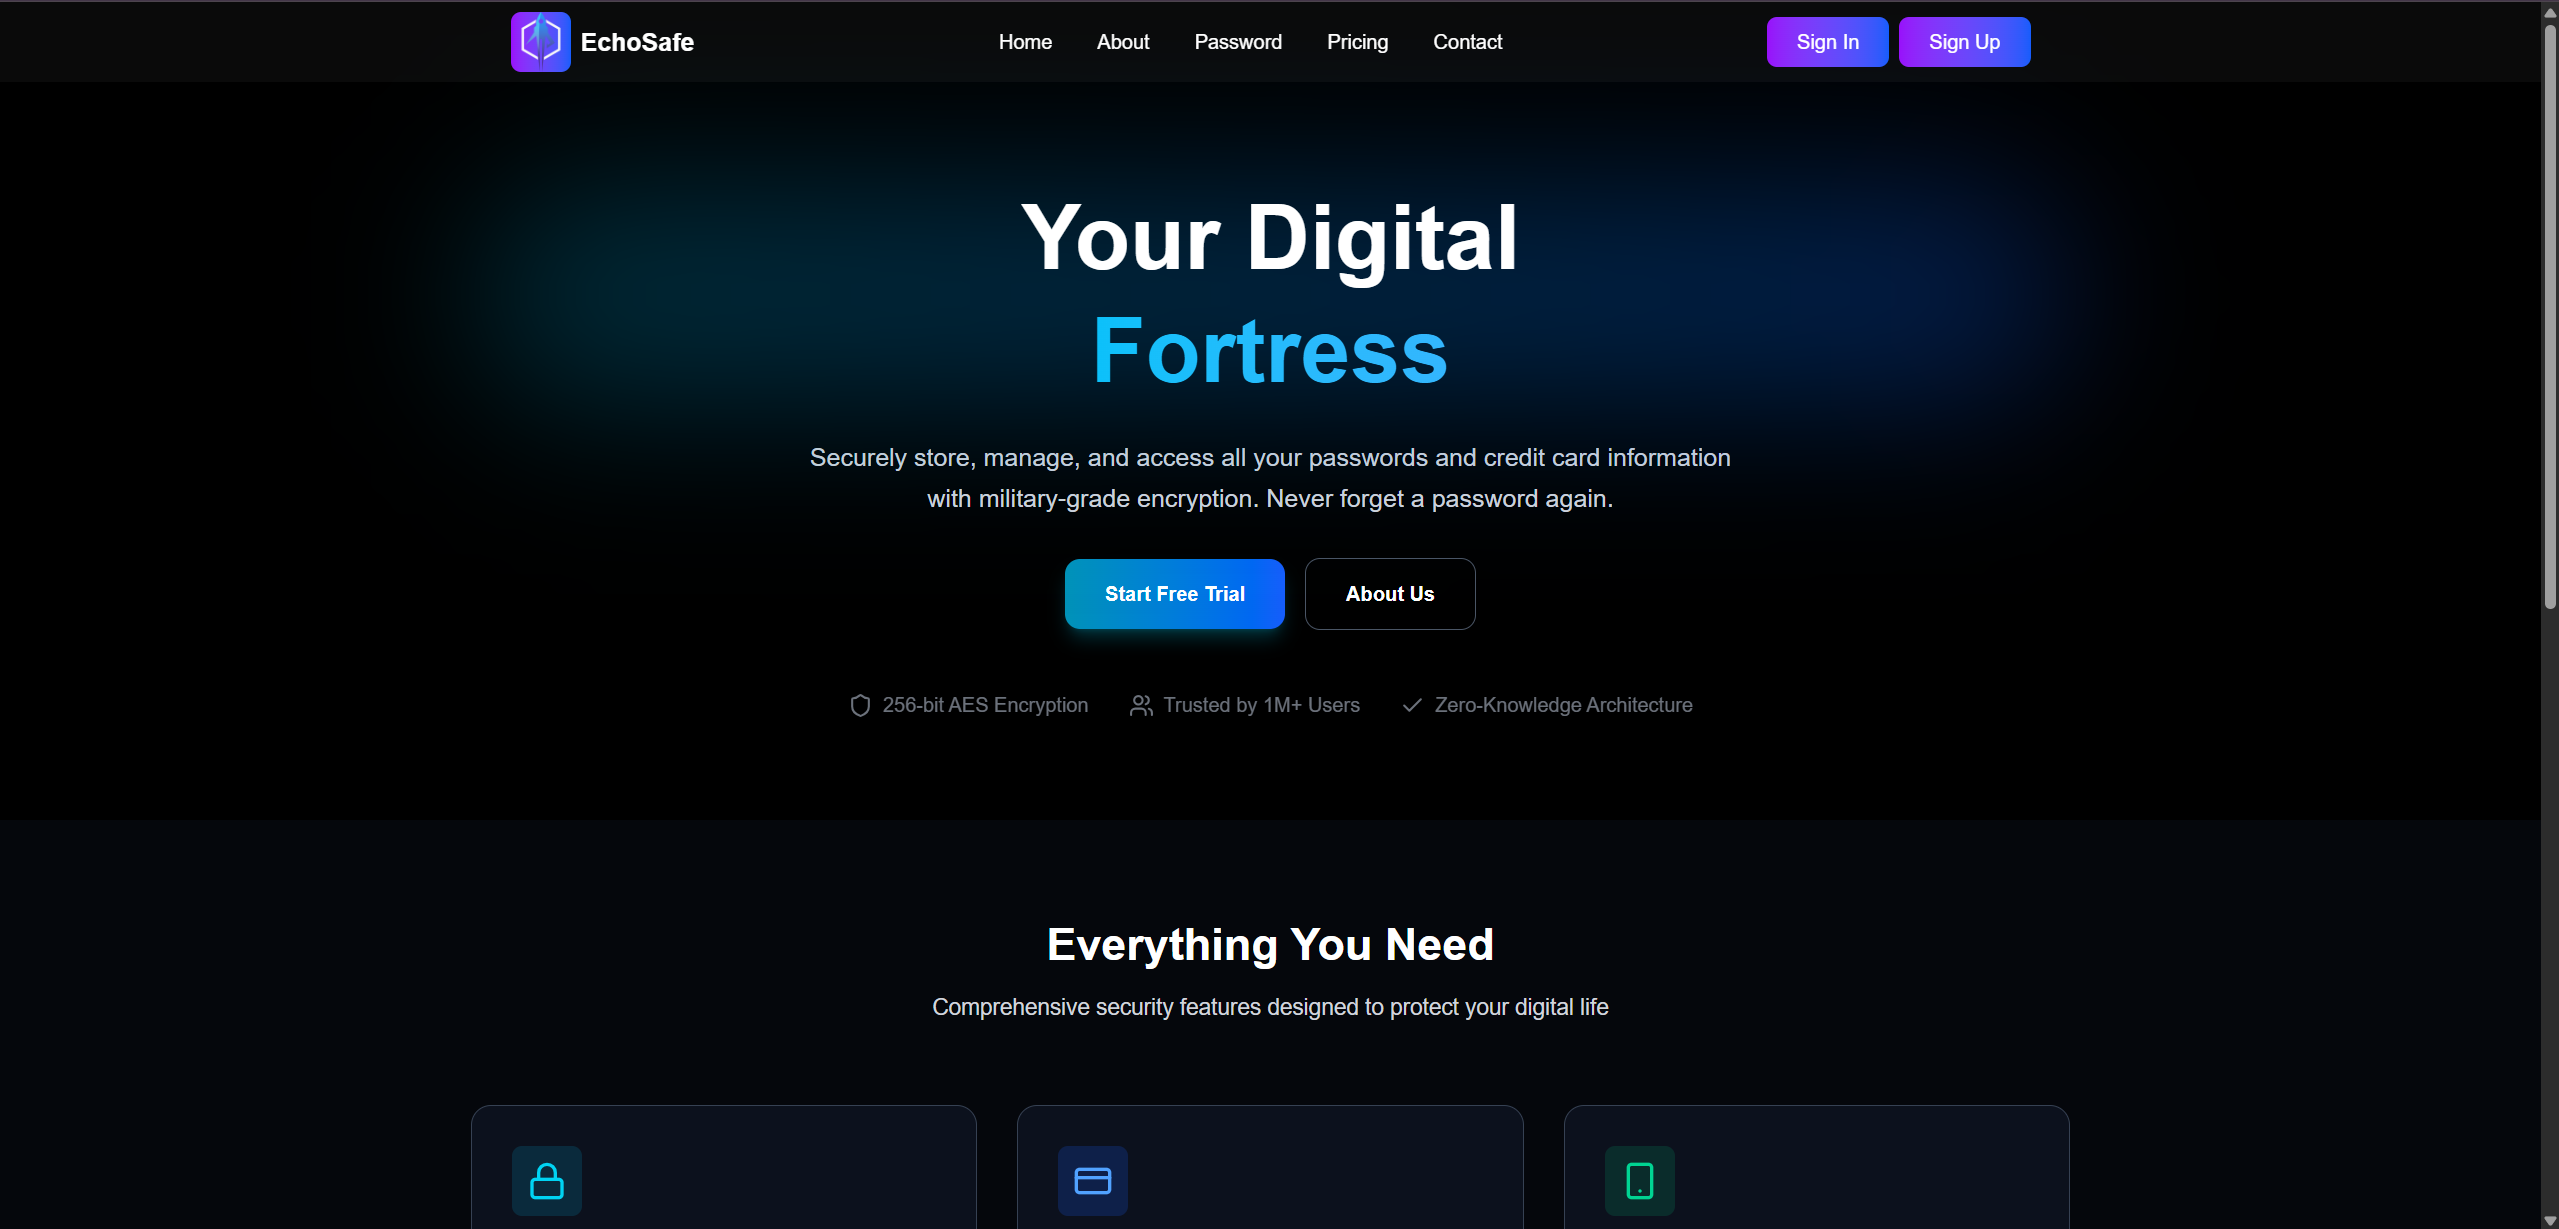 EchoSafe
Home About Password Pricing Contact
Sign In Sign Up
Your Digital
Fortress
Securely store, manage, and access all your passwords and credit card information
with military-grade encryption. Never forget a password again.
Start Free Trial About Us
256-bit AES Encryption Trusted by 1M+ Users Zero-Knowledge Architecture
Everything You Need
Comprehensive security features designed to protect your digital life